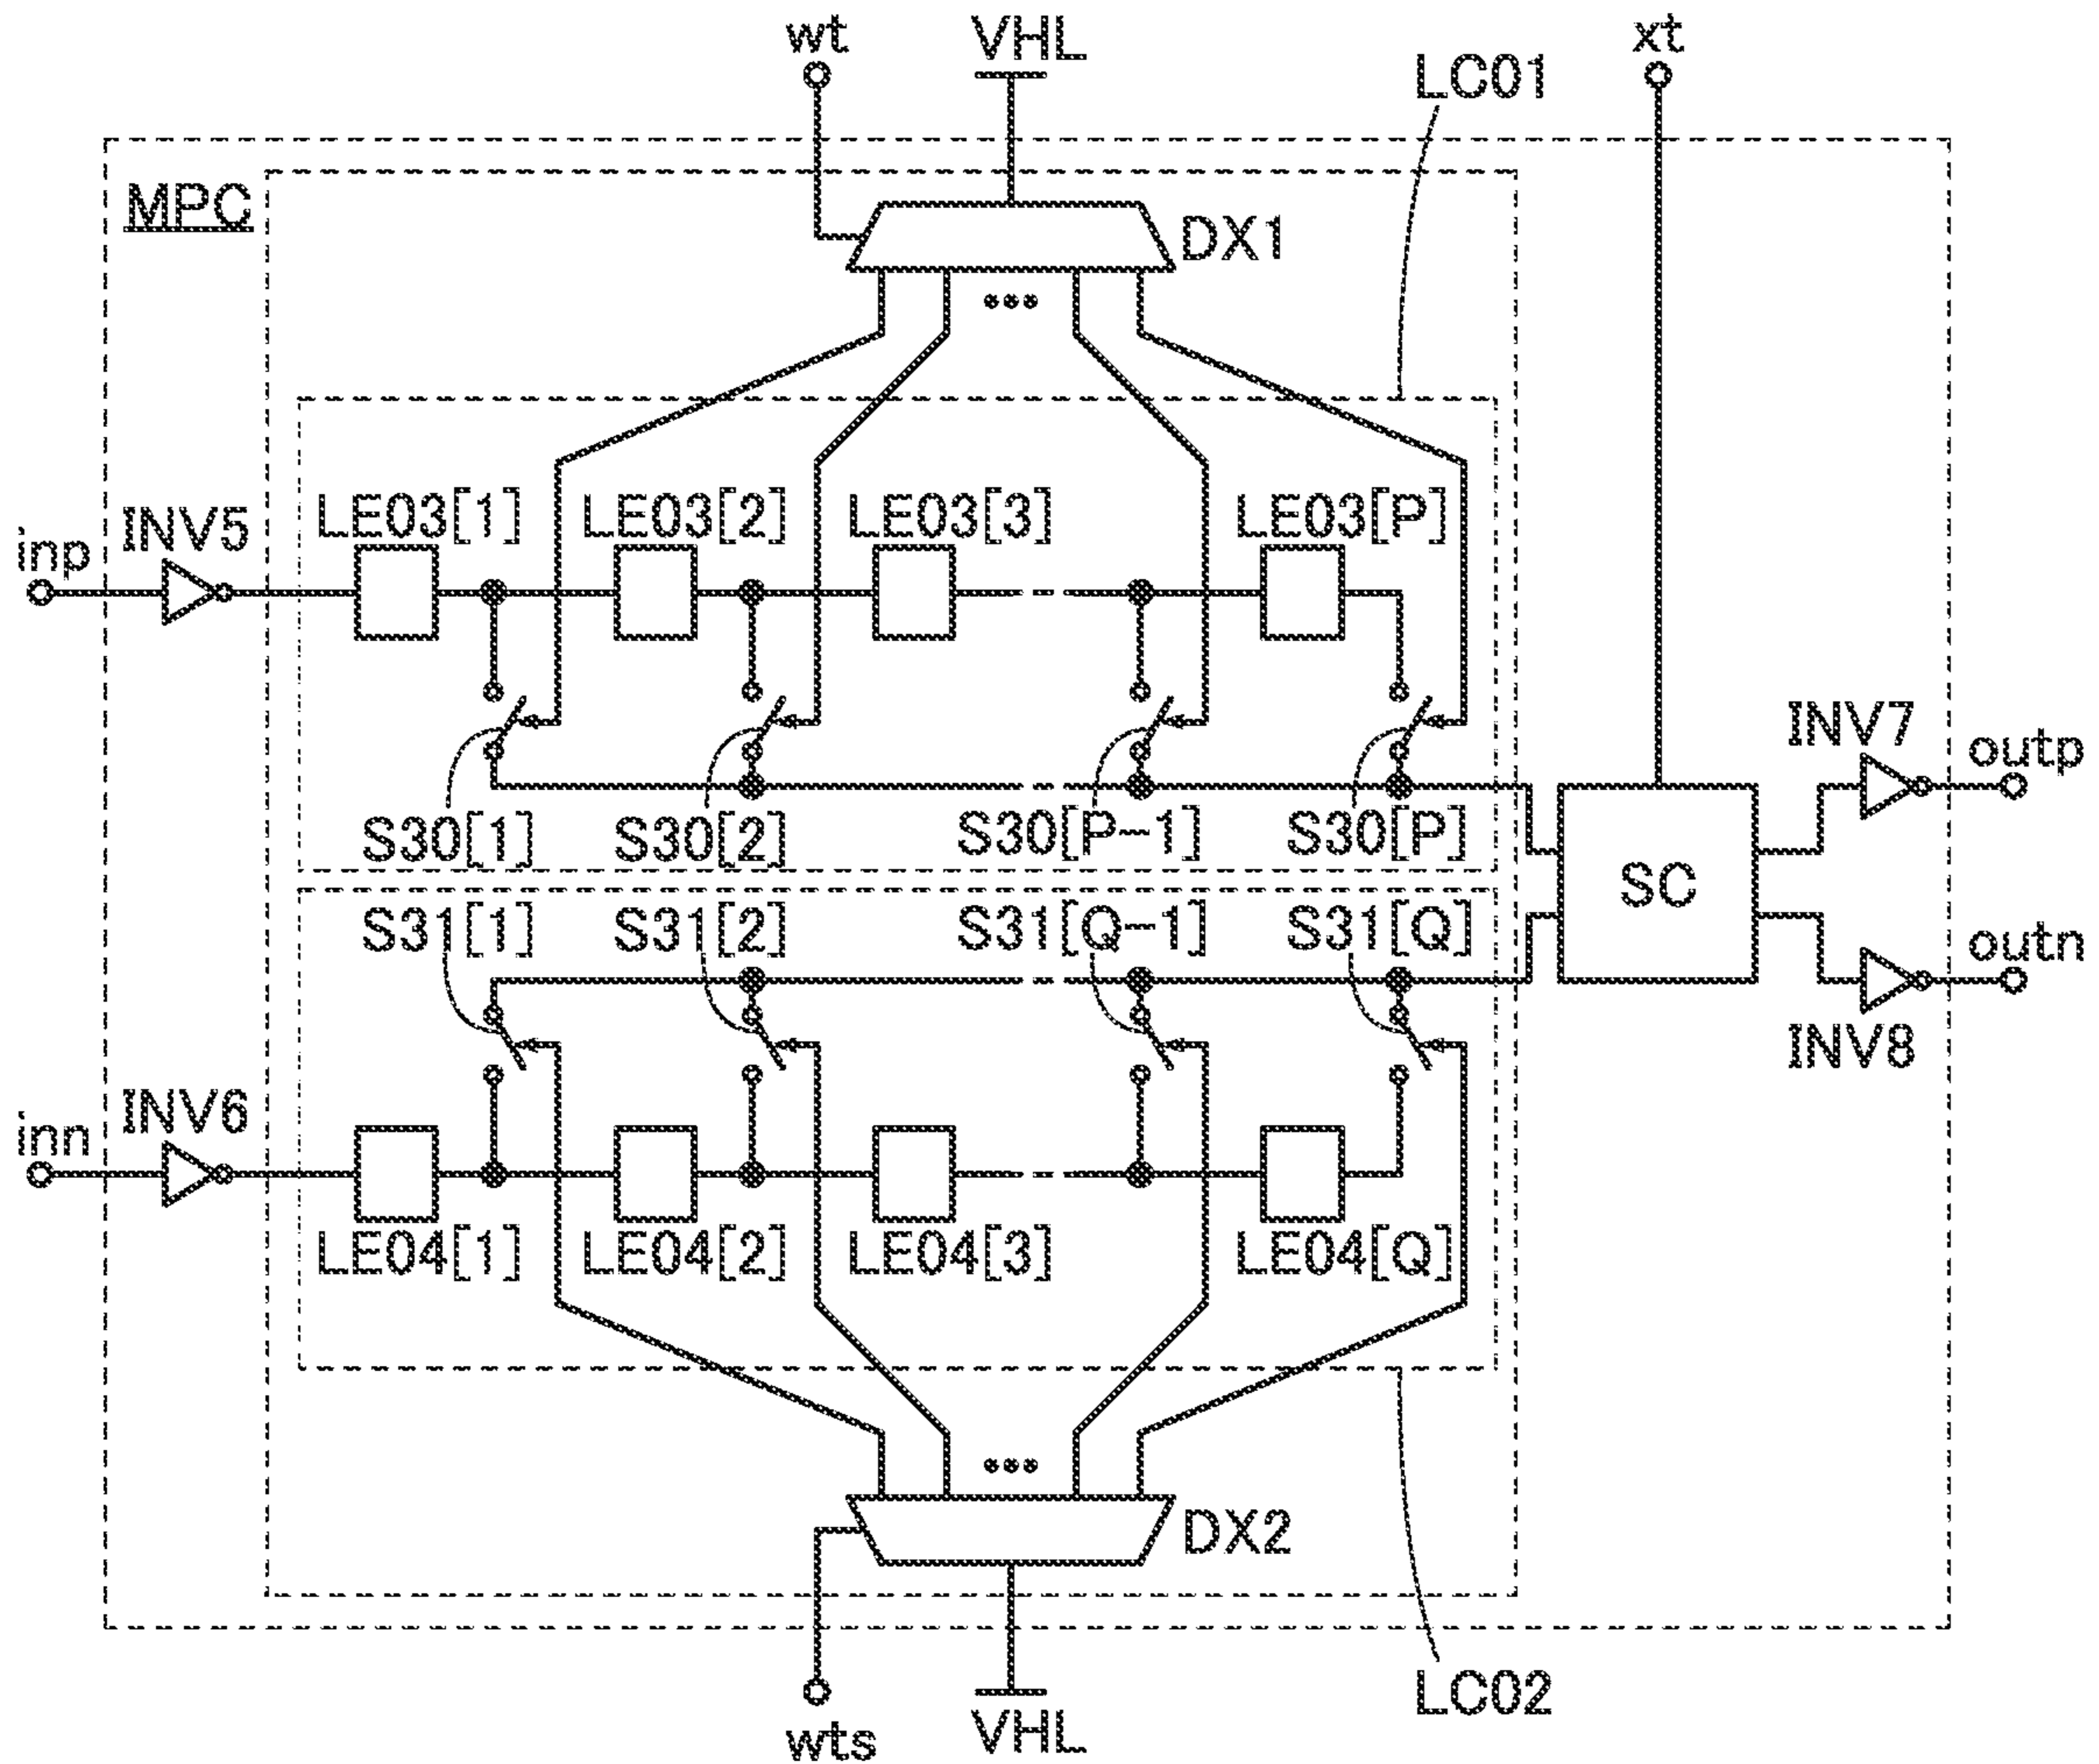 wt VHL xt
LC01
MPC
DX1
LE03[1] LE03[2] LE03[3] LE03[P]
inp INV5
S30[1] S30[2] S30[P-1] S30[P]
INV7 outp
SC
S31[1] S31[2] S31[Q-1] S31[Q]
outn
INV8
inn INV6
LE04[1] LE04[2] LE04[3] LE04[Q]
DX2
LC02
wts VHL